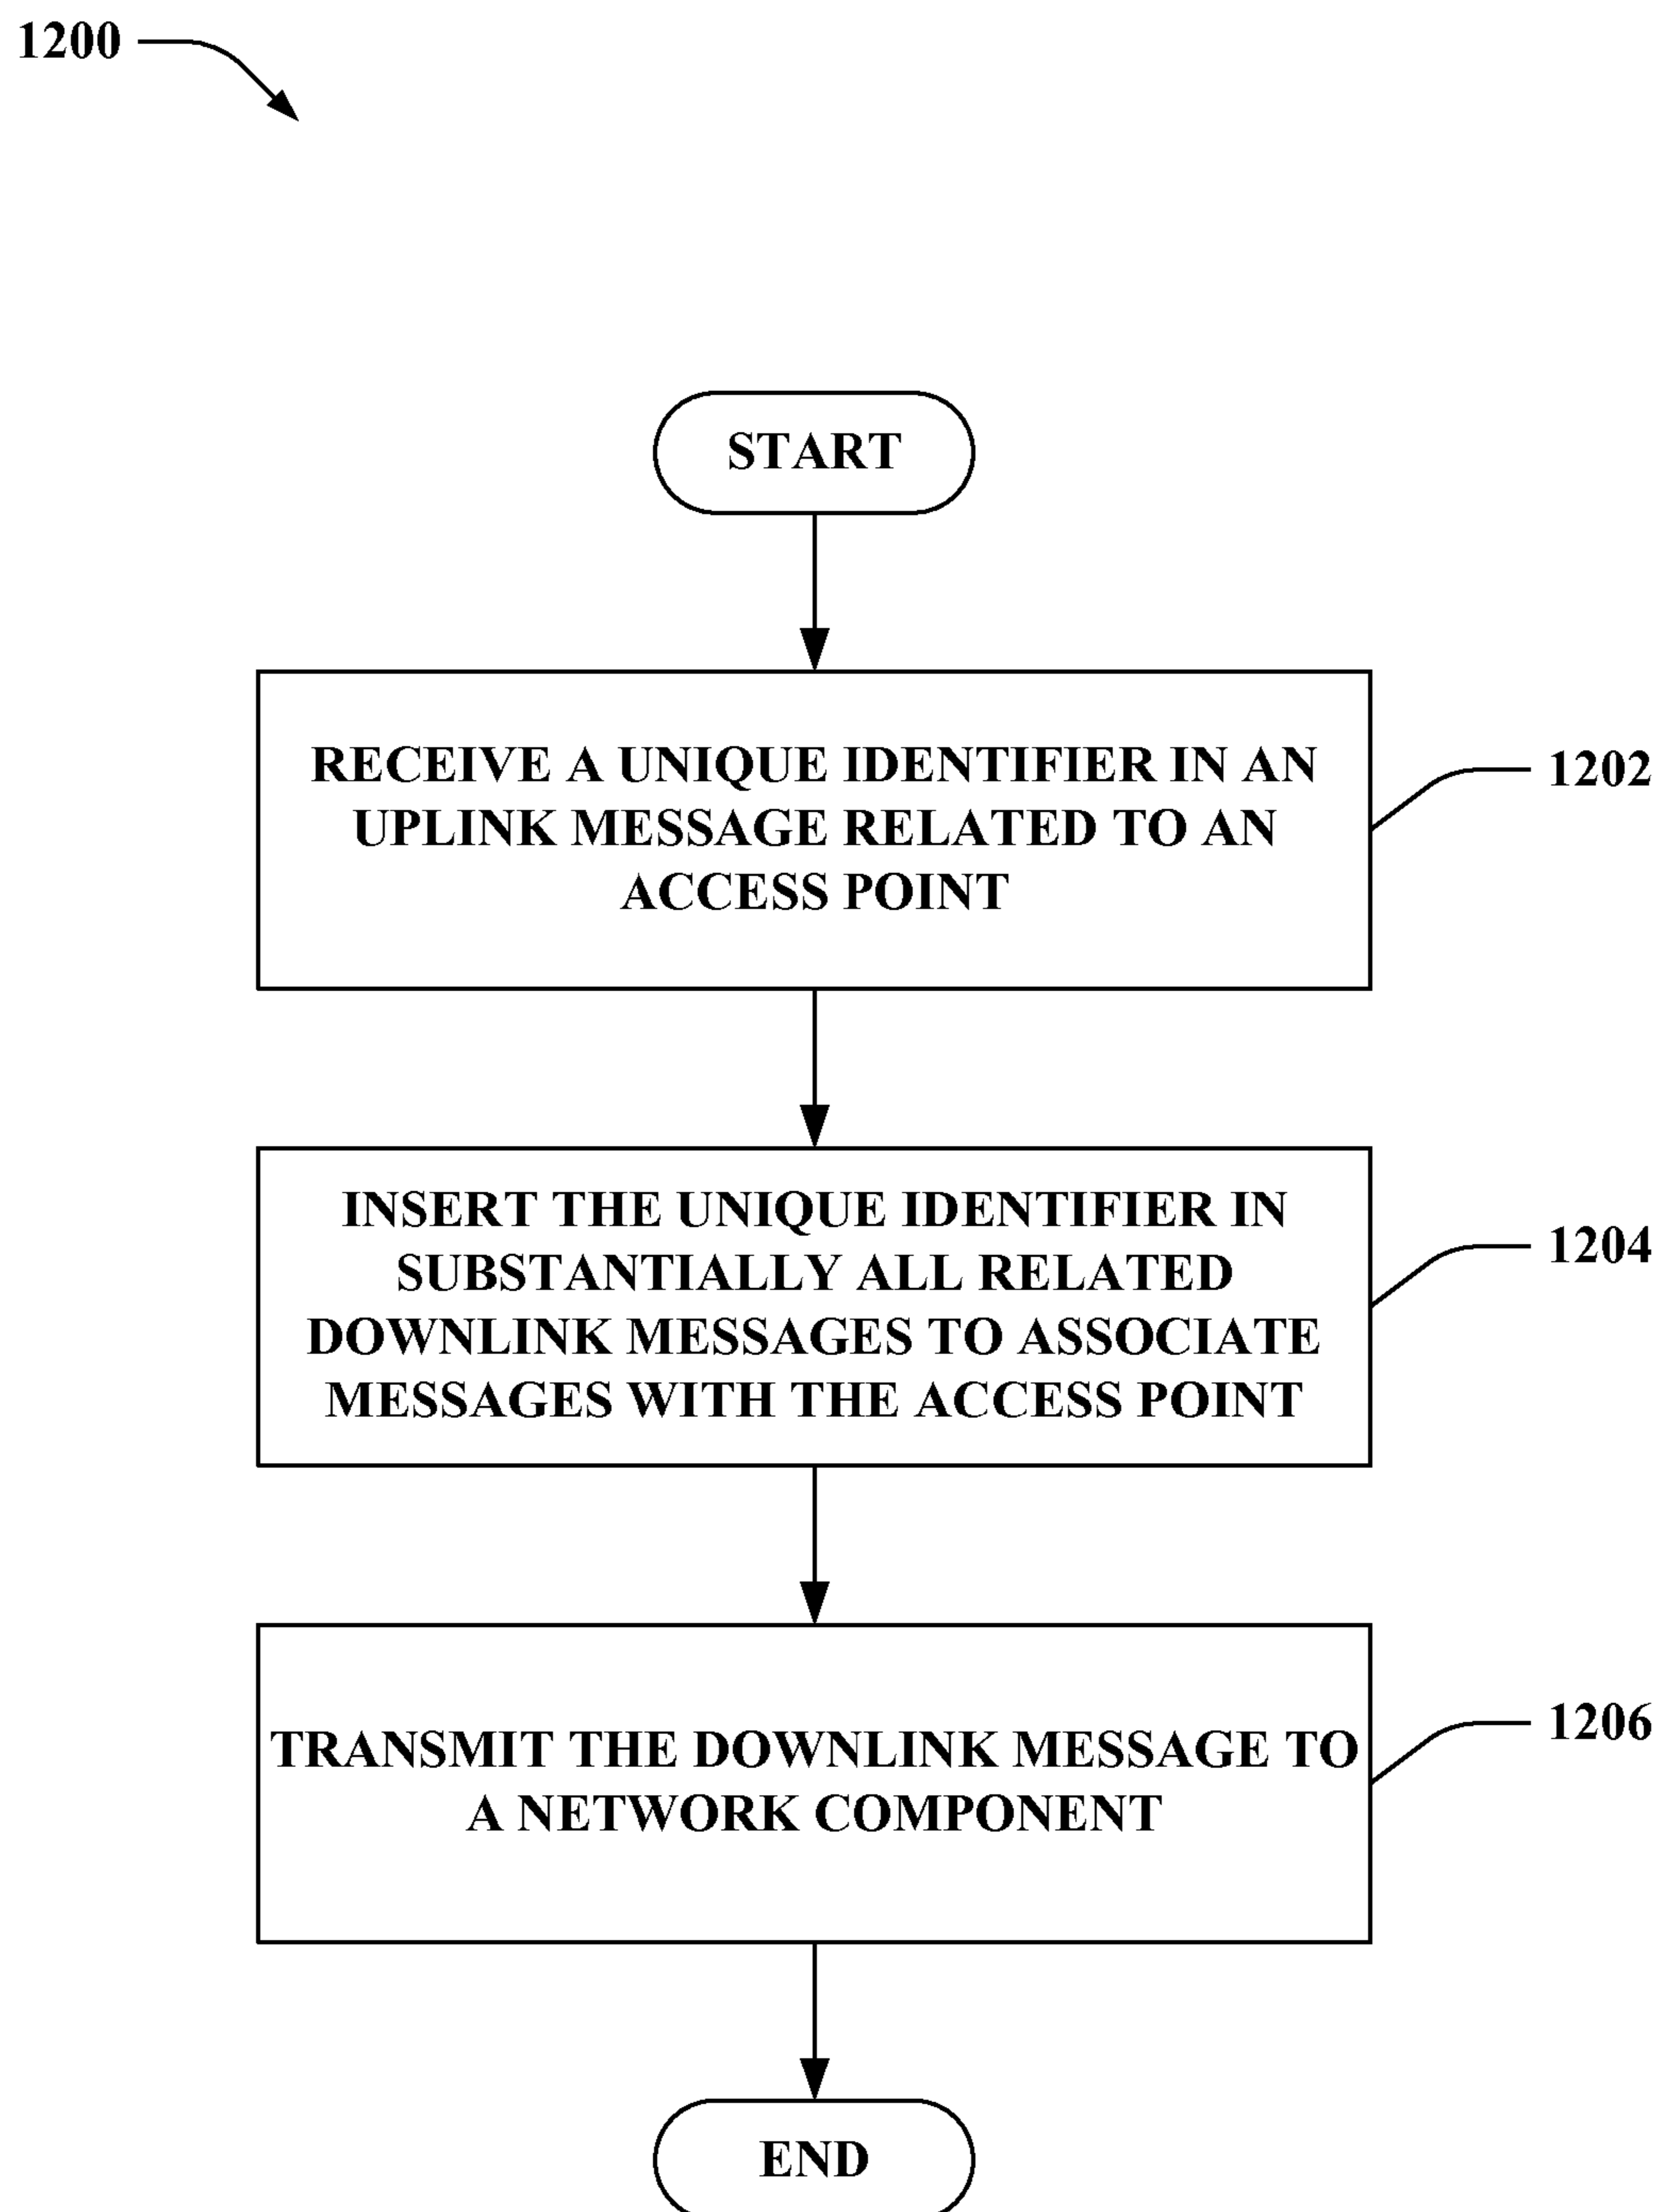 1200
START
RECEIVE A UNIQUE IDENTIFIER IN AN
UPLINK MESSAGE RELATED TO AN
ACCESS POINT
1202
INSERT THE UNIQUE IDENTIFIER IN
SUBSTANTIALLY ALL RELATED
DOWNLINK MESSAGES TO ASSOCIATE
MESSAGES WITH THE ACCESS POINT
1204
TRANSMIT THE DOWNLINK MESSAGE TO
A NETWORK COMPONENT
1206
END